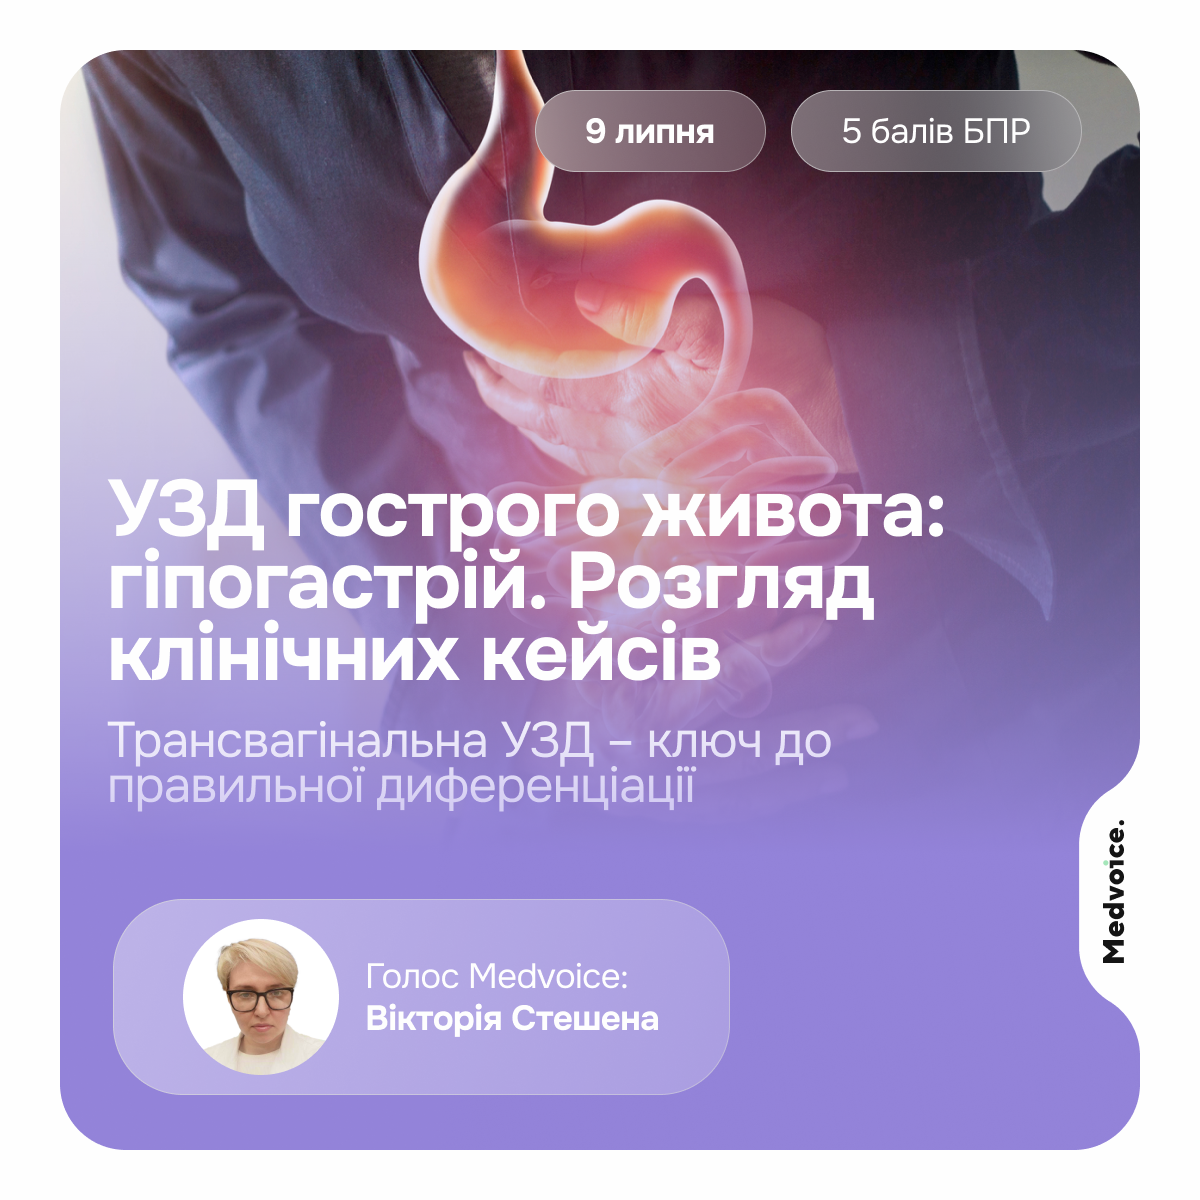 9 липня
5 балів БПР
УЗД гострого живота:
гіпогастрій. Розгляд
клінічних кейсів
Трансвагінальна УЗД – ключ до
правильної диференціації
Medvoice.
Голос Medvoice:
Вікторія Стешена